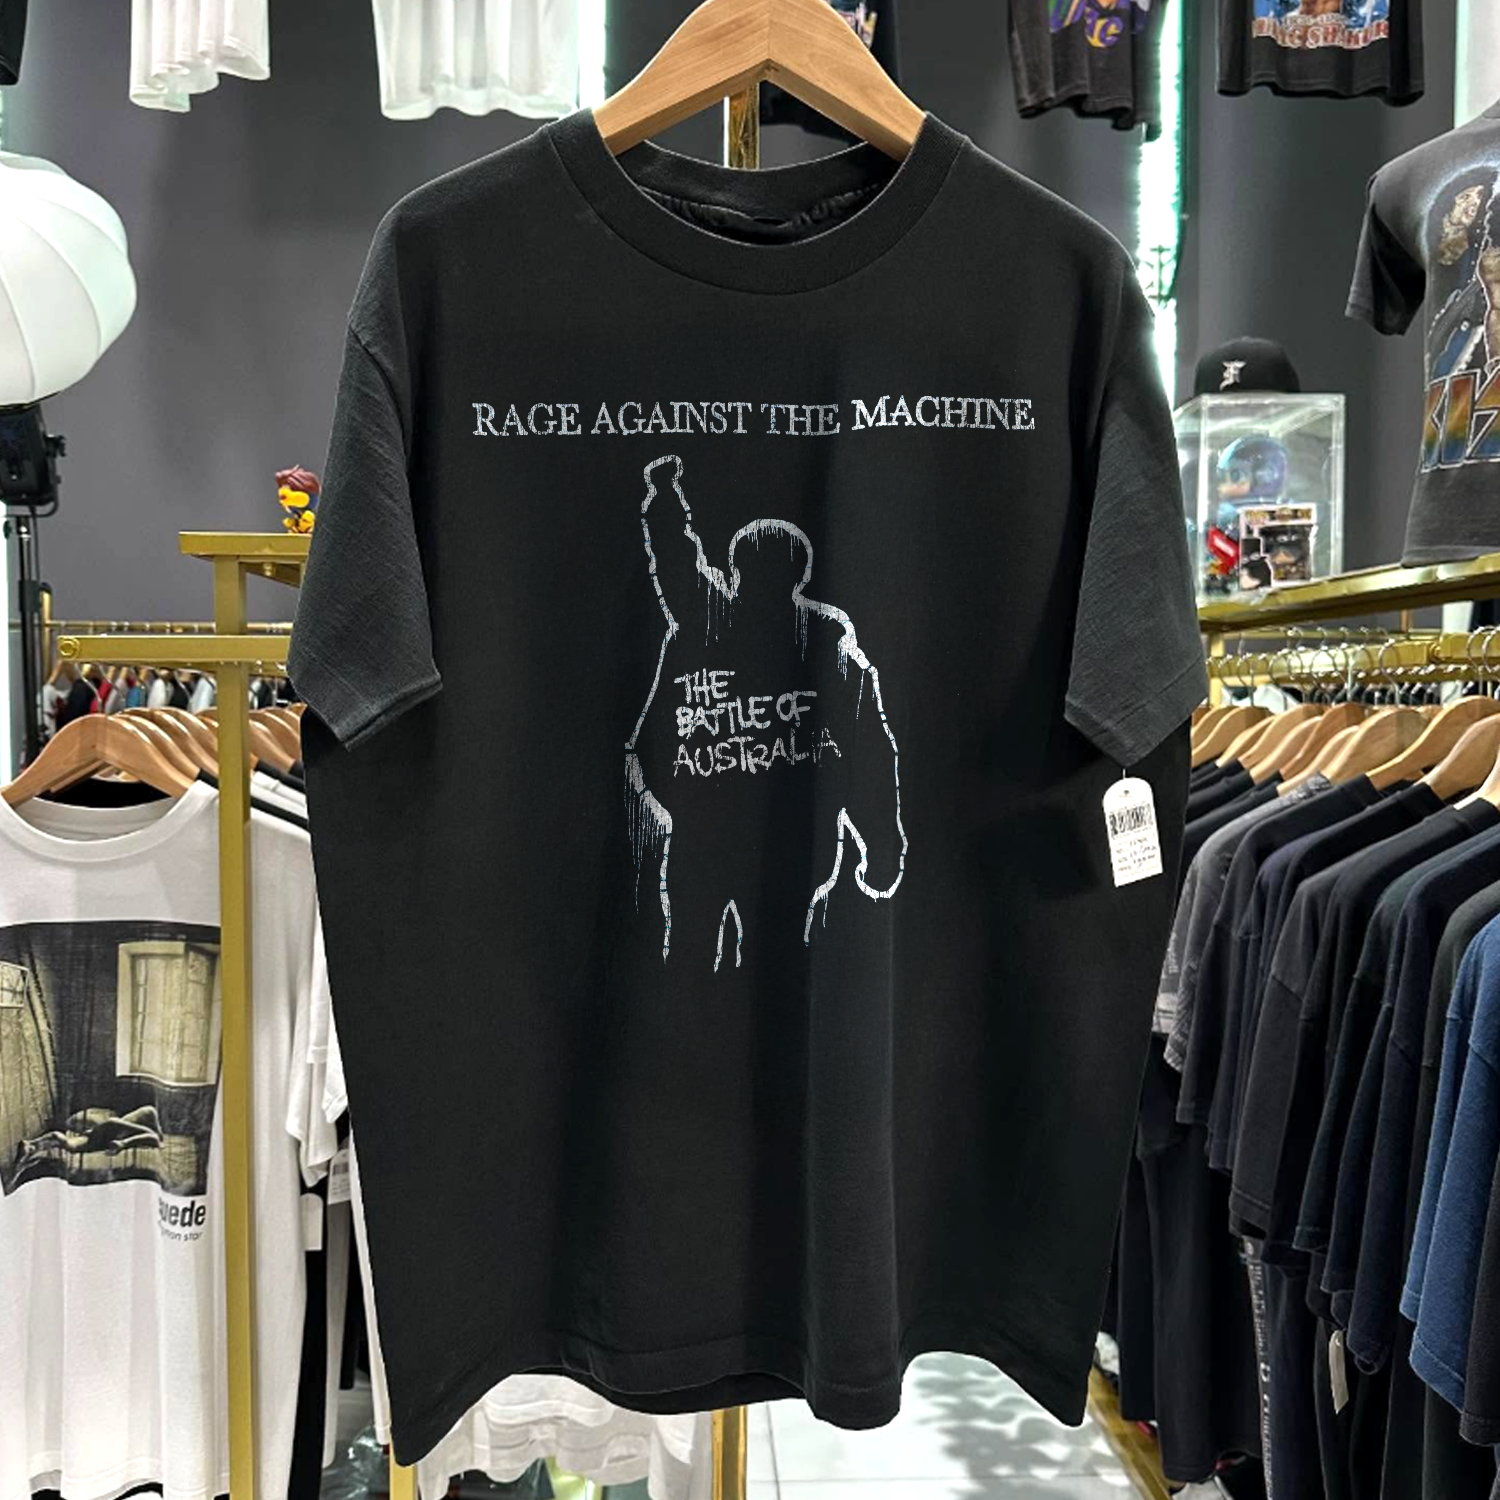 RAGE AGAINST THE MACHINE
THE
BATTLE OF
AUSTRALIA